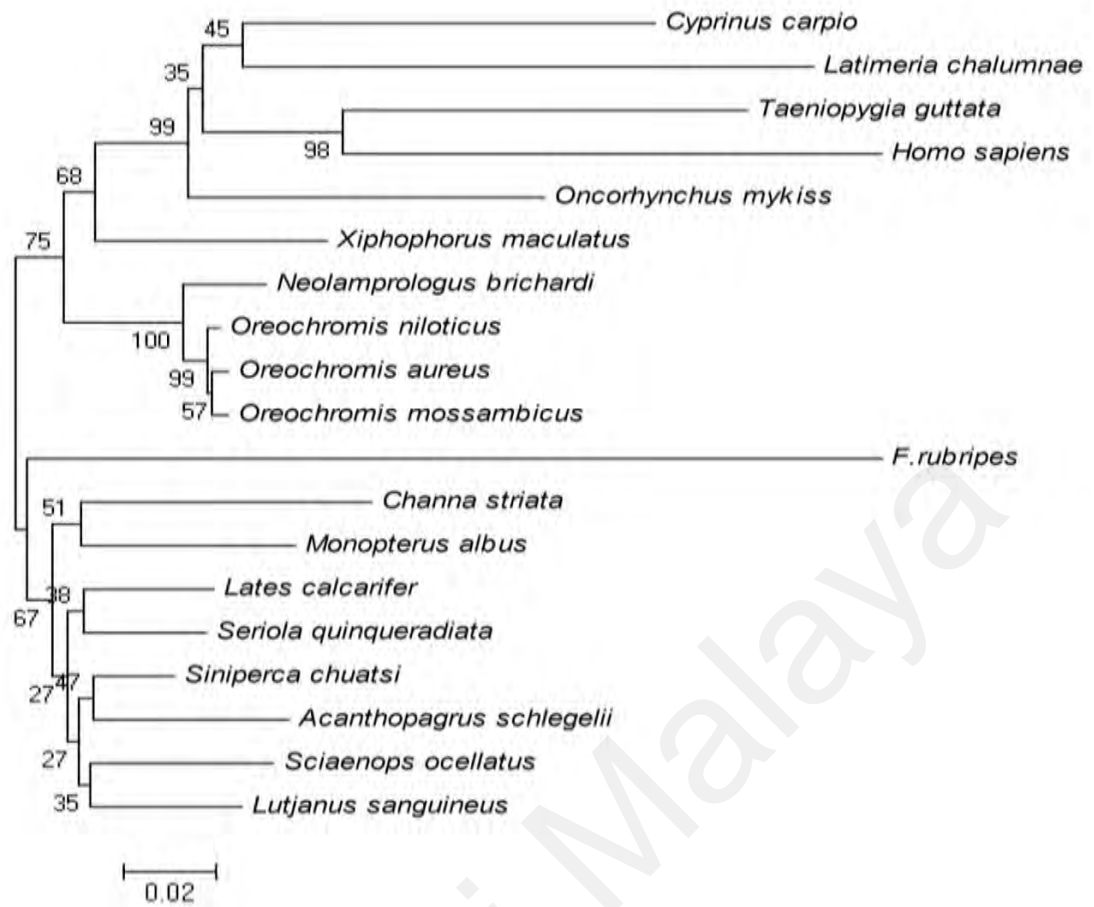 45
Cyprinus carpio
35
Latimeria chalumnae
Taeniopygia guttata
99
98
Homo sapiens
68
Oncorhynchus mykiss
75
Xiphophorus maculatus
Neolamprologus brichardi
100
Oreochromis niloticus
99
Oreochromis aureus
57
Oreochromis mossambicus
F.rubripes
51
Channa striata
Monopterus albus
38
Lates calcarifer
67
Seriola quinqueradiata
27
47
Siniperca chuatsi
Acanthopagrus schlegelii
27
Sciaenops ocellatus
35
Lutjanus sanguineus
0.02
i Malaya